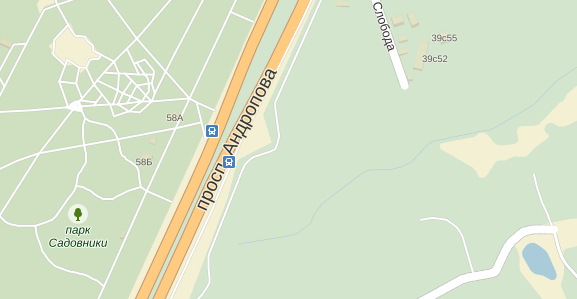 Слобода
39с55
39с52
58А
58Б
просп. Андропова
парк
Садовники